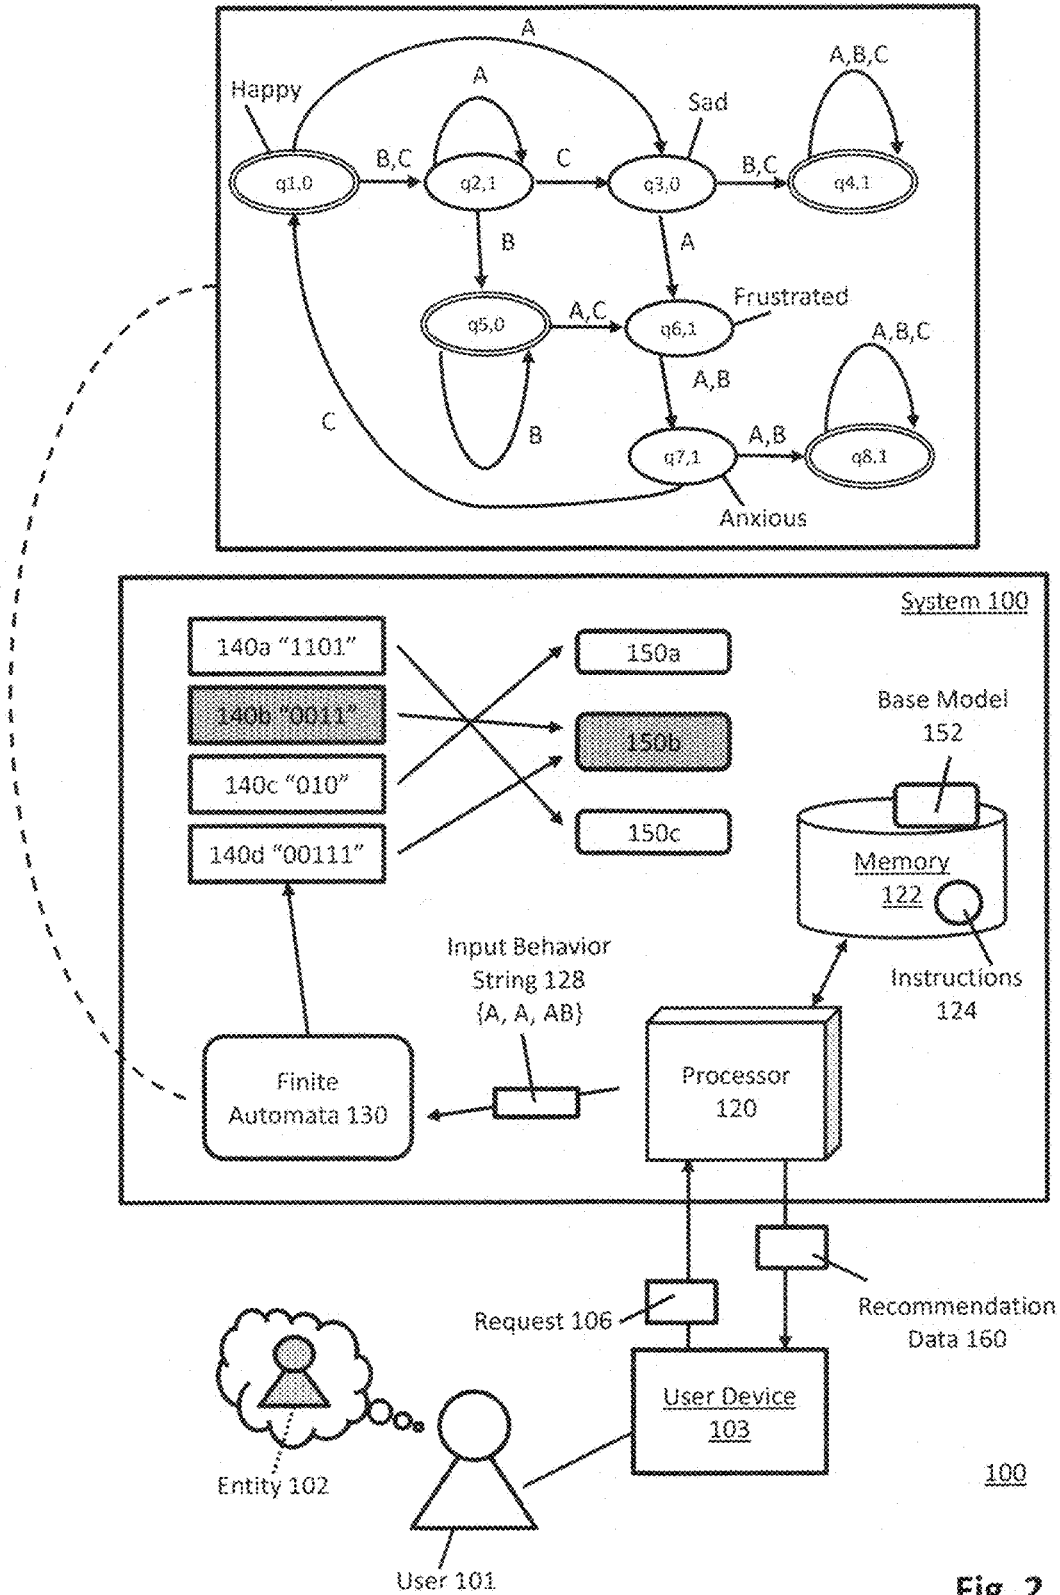 A
A,B,C
A
Happy
Sad
B,C
C
B,C
q1,0
q2,1
q3,0
q4,1
B
A
Frustrated
A,C
q5,0
q6,1
A,B,C
A,B
C
B
A,B
q7,1
q8,1
Anxious
System 100
140a "1101"
150a
140b "0011"
150b
Base Model
152
140c "010"
150c
140d "00111"
Memory
122
Input Behavior
String 128
{A, A, AB}
Instructions
124
Finite
Automata 130
Processor
120
Request 106
Recommendation
Data 160
User Device
103
Entity 102
100
User 101
Fig. 2